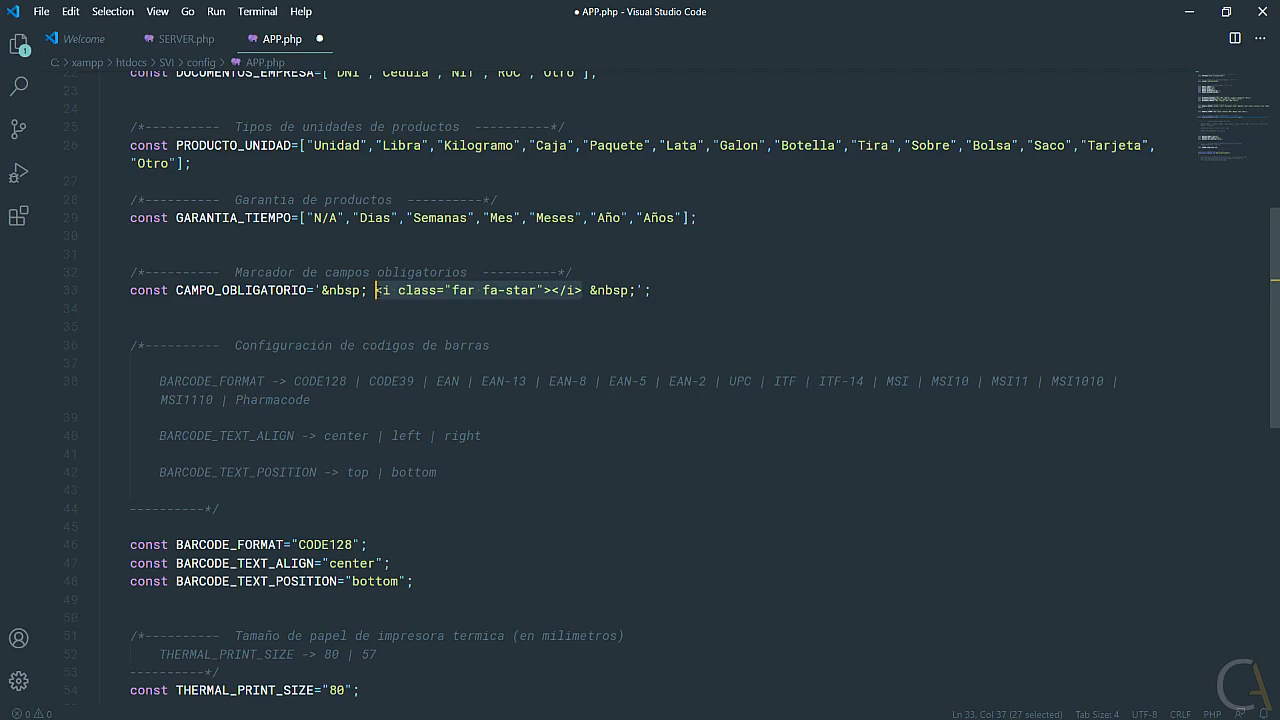 File Edit Selection View Go Run Terminal Help
● APP.php - Visual Studio Code
Welcome SERVER.php APP.php ●
C: > xampp > htdocs > SVI > config > APP.php
22 const DOCUMENTOS_EMPRESA=["DNI","Cedula","NIT","RUC","Otro"];
23
24
25 /*---------- Tipos de unidades de productos ----------*/
26 const PRODUCTO_UNIDAD=["Unidad","Libra","Kilogramo","Caja","Paquete","Lata","Galon","Botella","Tira","Sobre","Bolsa","Saco","Tarjeta",
"Otro"];
27
28 /*---------- Garantia de productos ----------*/
29 const GARANTIA_TIEMPO=["N/A","Dias","Semanas","Mes","Meses","Año","Años"];
30
31
32 /*---------- Marcador de campos obligatorios ----------*/
33 const CAMPO_OBLIGATORIO='&nbsp; <i class="far fa-star"></i> &nbsp;';
34
35
36 /*---------- Configuración de codigos de barras
37
38 BARCODE_FORMAT -> CODE128 | CODE39 | EAN | EAN-13 | EAN-8 | EAN-5 | EAN-2 | UPC | ITF | ITF-14 | MSI | MSI10 | MSI11 | MSI1010 |
MSI1110 | Pharmacode
39
40 BARCODE_TEXT_ALIGN -> center | left | right
41
42 BARCODE_TEXT_POSITION -> top | bottom
43
44 ----------*/
45
46 const BARCODE_FORMAT="CODE128";
47 const BARCODE_TEXT_ALIGN="center";
48 const BARCODE_TEXT_POSITION="bottom";
49
50
51 /*---------- Tamaño de papel de impresora termica (en milimetros)
52 THERMAL_PRINT_SIZE -> 80 | 57
53 ----------*/
54 const THERMAL_PRINT_SIZE="80";
0 0 Ln 33, Col 37 (27 selected) Tab Size: 4 UTF-8 CRLF PHP